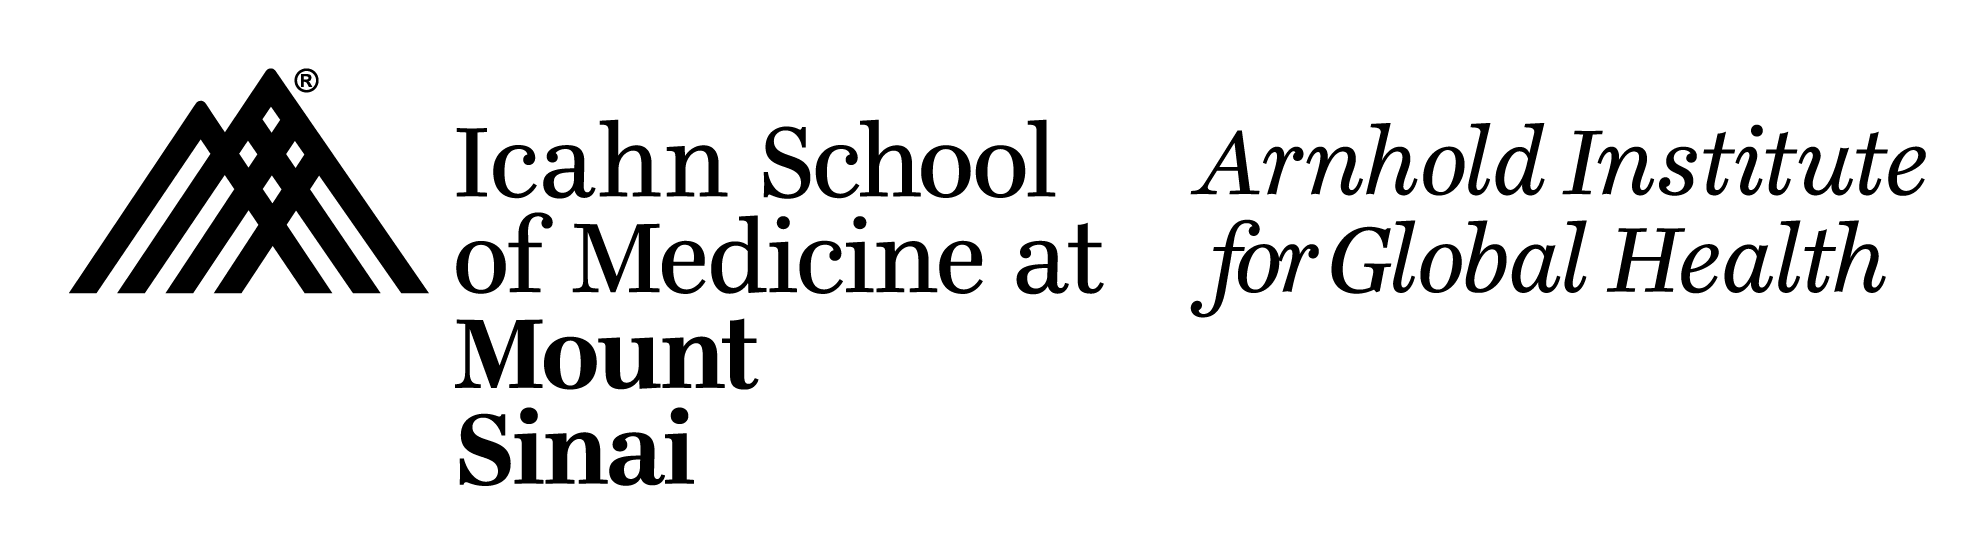 ®
Icahn School
of Medicine at
Mount
Sinai
Arnhold Institute
for Global Health